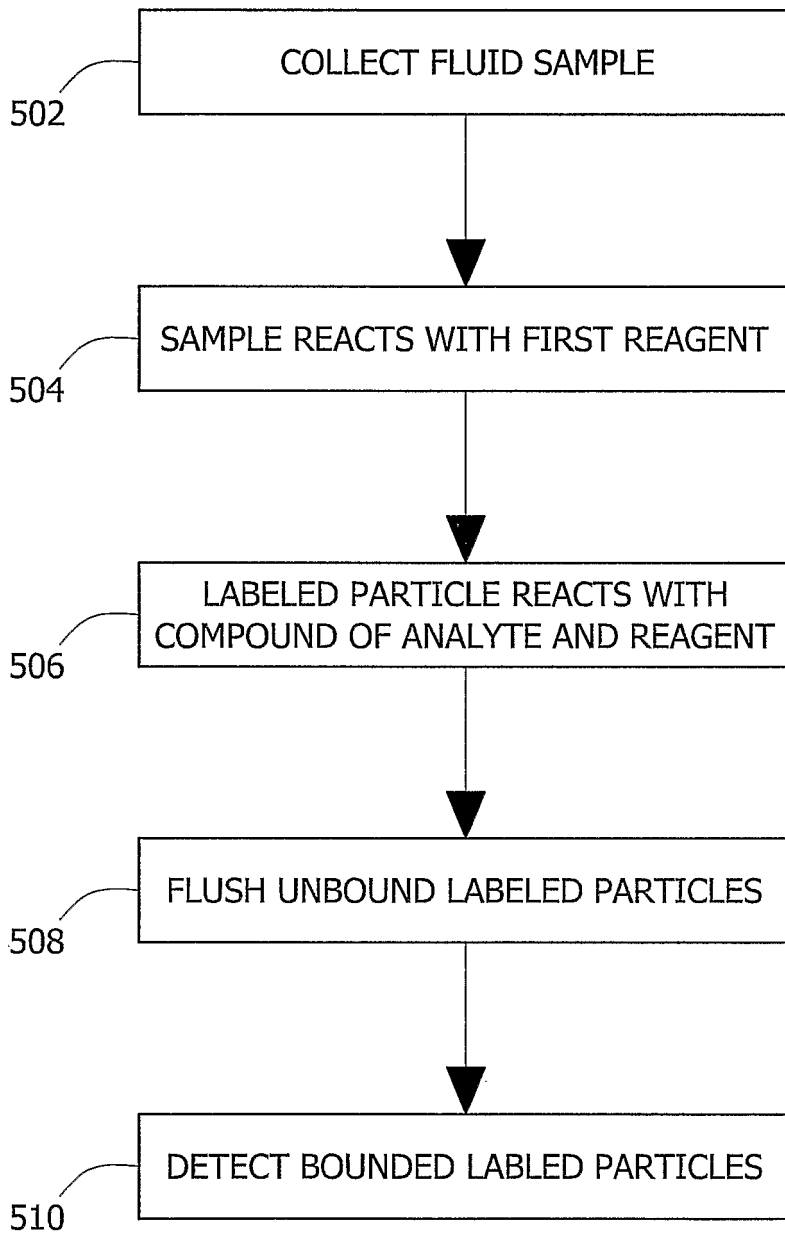 COLLECT FLUID SAMPLE
502
SAMPLE REACTS WITH FIRST REAGENT
504
LABELED PARTICLE REACTS WITH
COMPOUND OF ANALYTE AND REAGENT
506
FLUSH UNBOUND LABELED PARTICLES
508
DETECT BOUNDED LABLED PARTICLES
510